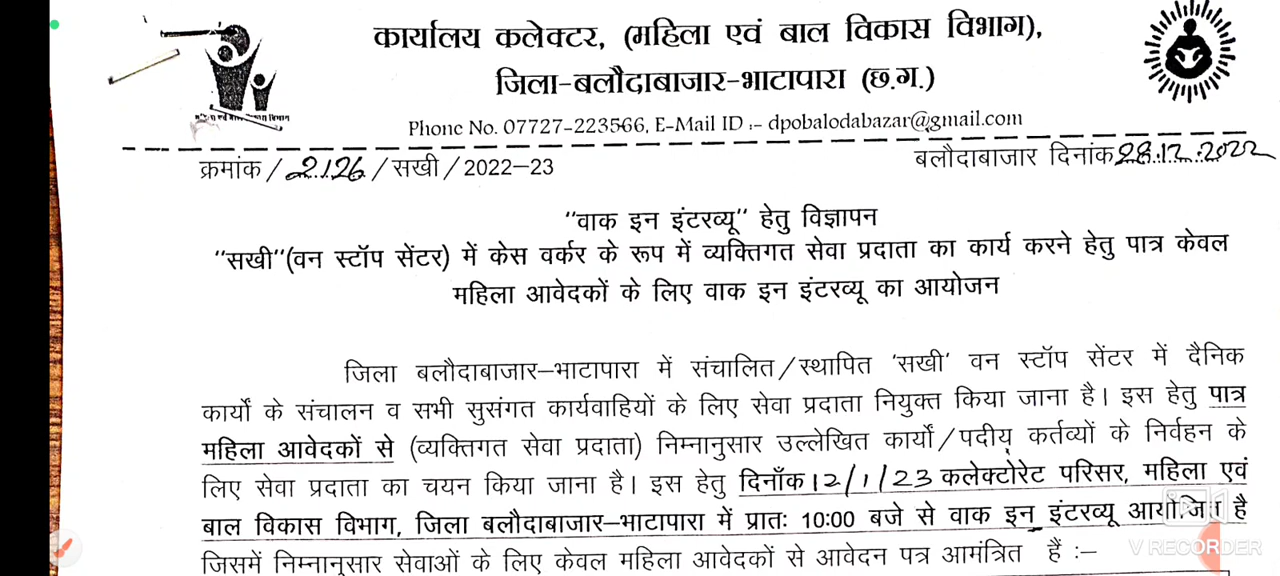 कार्यालय कलेक्टर, (महिला एवं बाल विकास विभाग),
जिला-बलौदाबाजार-भाटापारा (छ.ग.)
Phone No. 07727-223566, E-Mail ID :- dpobalodabazar@gmail.com
क्रमांक/2126/सखी/2022-23
बलौदाबाजार दिनांक 28.12.2022
"वाक इन इंटरव्यू" हेतु विज्ञापन
"सखी"(वन स्टॉप सेंटर) में केस वर्कर के रूप में व्यक्तिगत सेवा प्रदाता का कार्य करने हेतु पात्र केवल
महिला आवेदकों के लिए वाक इन इंटरव्यू का आयोजन
जिला बलौदाबाजार-भाटापारा में संचालित/स्थापित 'सखी' वन स्टॉप सेंटर में दैनिक
कार्यों के संचालन व सभी सुसंगत कार्यवाहियों के लिए सेवा प्रदाता नियुक्त किया जाना है। इस हेतु पात्र
महिला आवेदकों से (व्यक्तिगत सेवा प्रदाता) निम्नानुसार उल्लेखित कार्यो/पदीय कर्तव्यों के निर्वहन के
लिए सेवा प्रदाता का चयन किया जाना है। इस हेतु दिनाँक 12/1/23 कलेक्टोरेट परिसर, महिला एवं
बाल विकास विभाग, जिला बलौदाबाजार-भाटापारा में प्रातः 10:00 बजे से वाक इन इंटरव्यू आयोजित है
जिसमें निम्नानुसार सेवाओं के लिए केवल महिला आवेदकों से आवेदन पत्र आमंत्रित हैं :-
V RECORDER